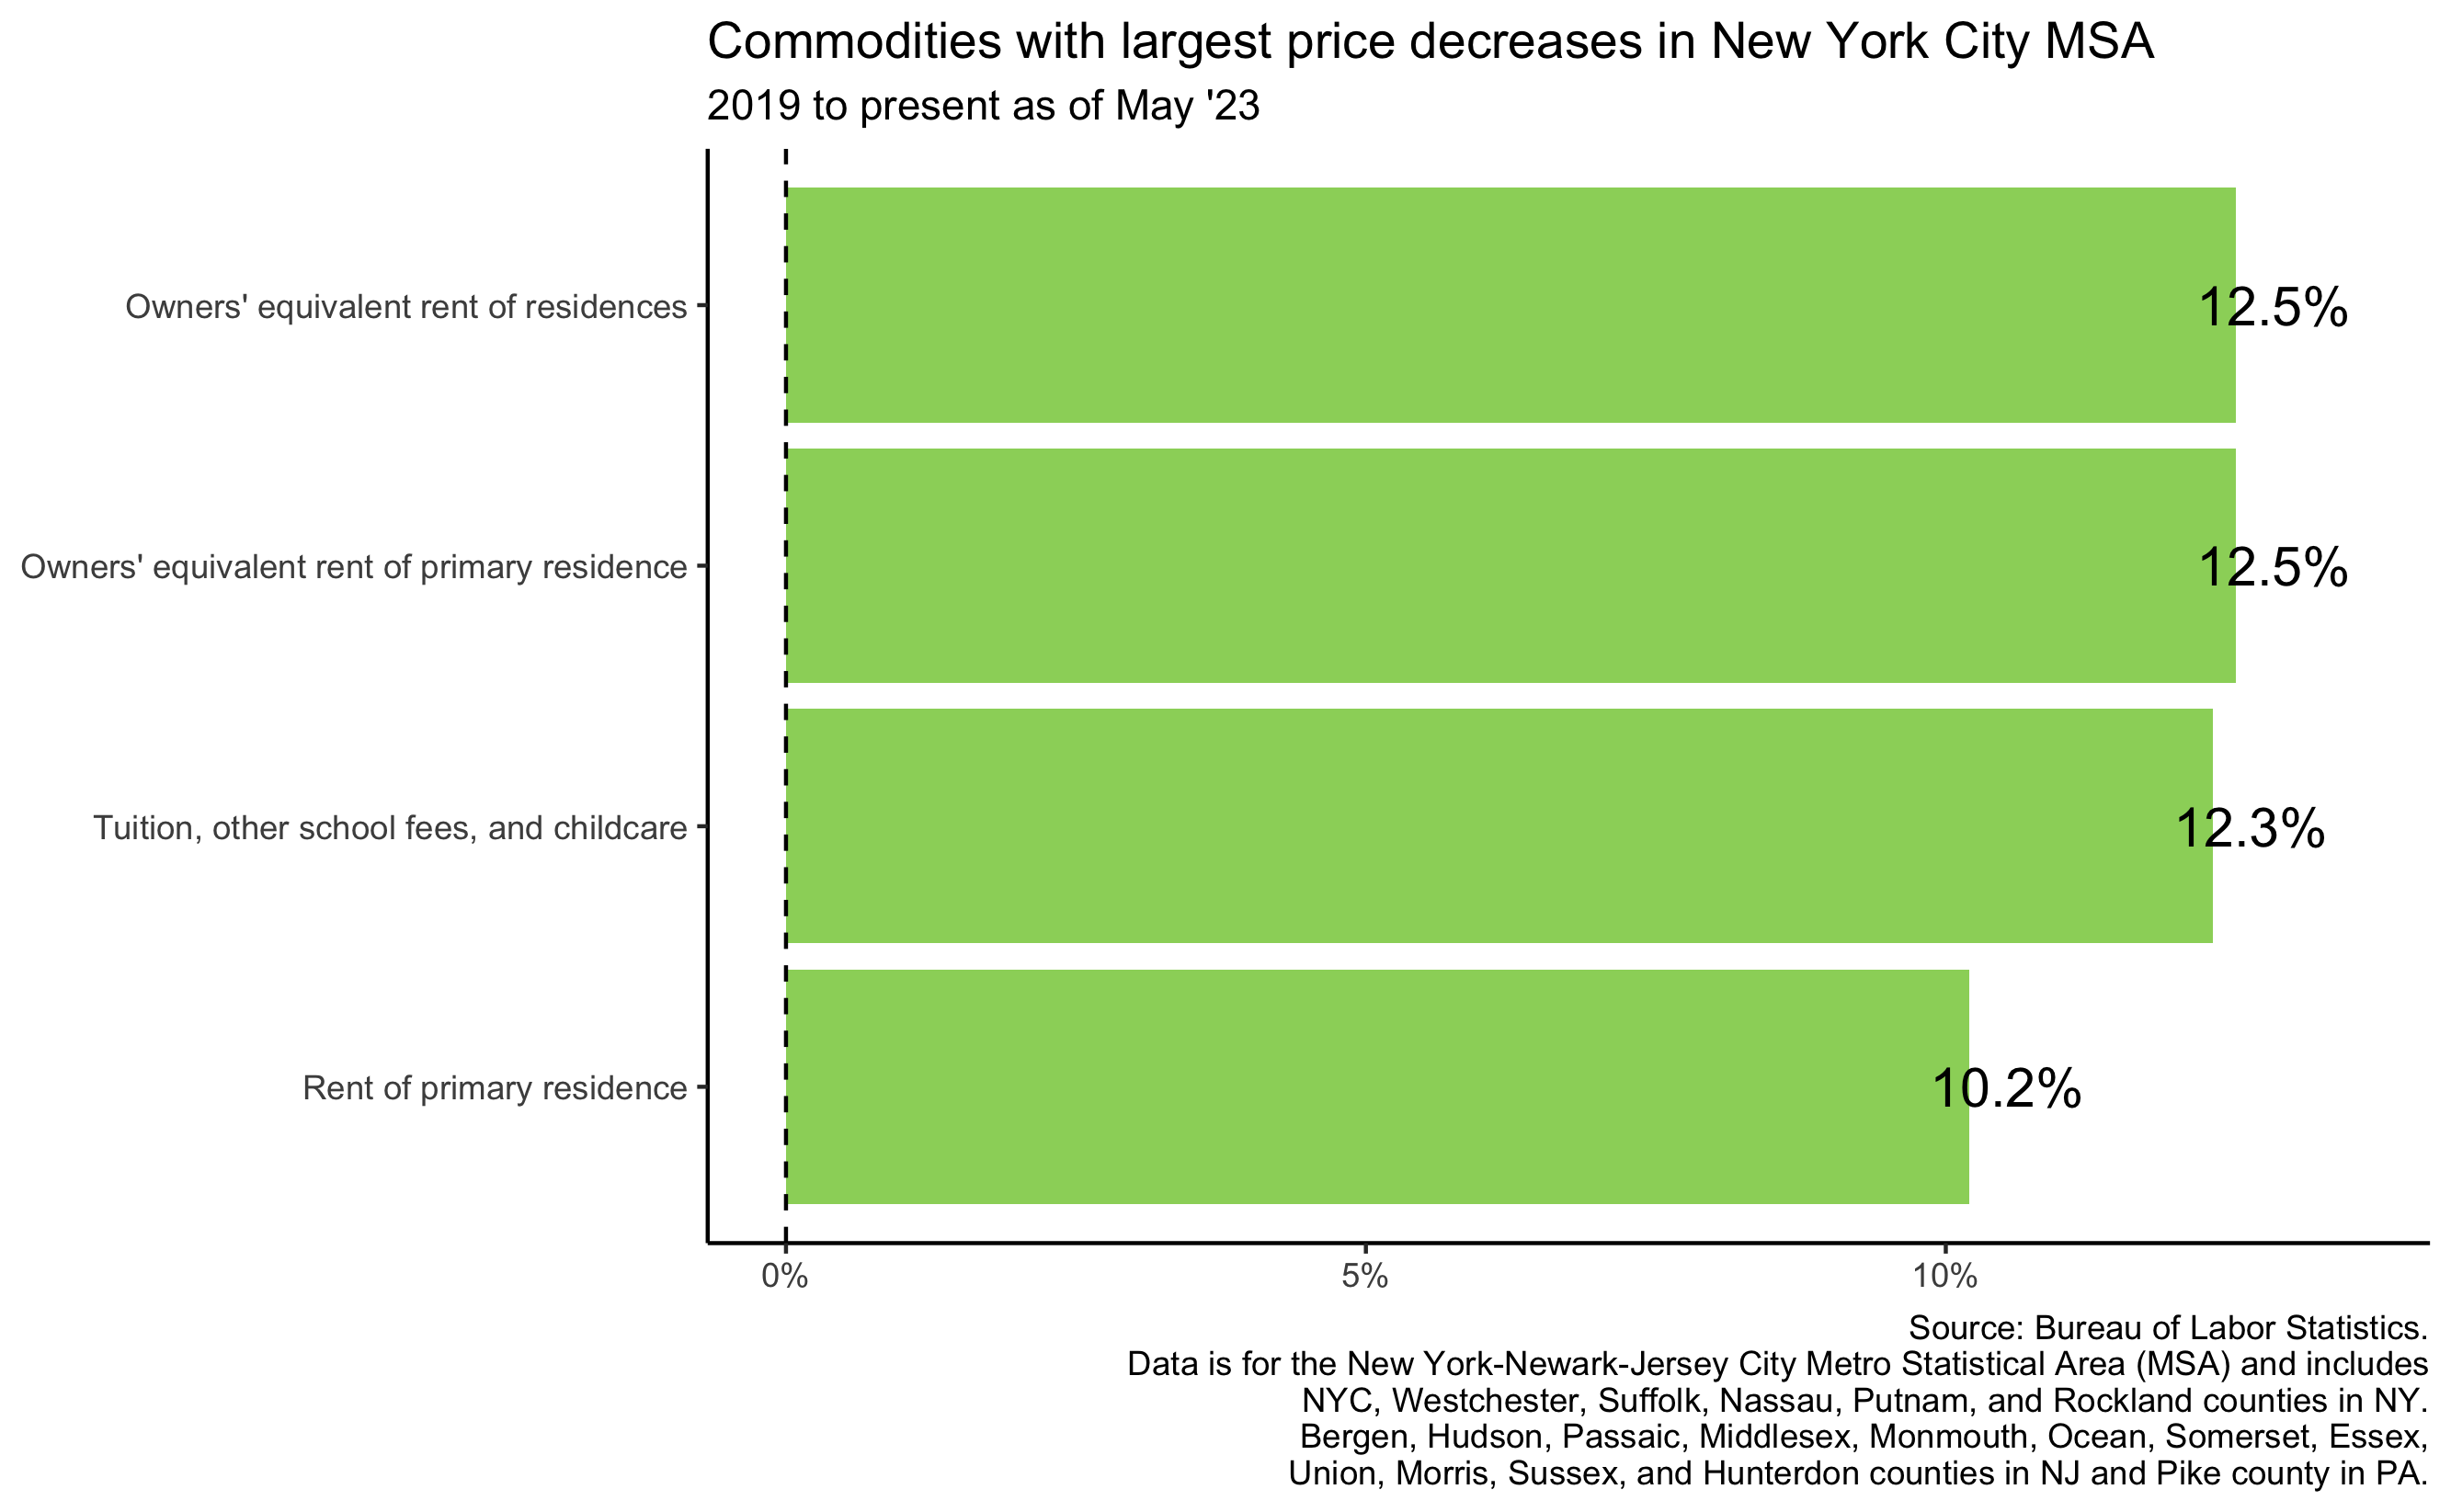 Commodities with largest price decreases in New York City MSA
2019 to present as of May '23
Owners' equivalent rent of residences
12.5%
Owners' equivalent rent of primary residence
12.5%
Tuition, other school fees, and childcare
12.3%
Rent of primary residence
10.2%
0%
5%
10%
Source: Bureau of Labor Statistics.
Data is for the New York-Newark-Jersey City Metro Statistical Area (MSA) and includes
NYC, Westchester, Suffolk, Nassau, Putnam, and Rockland counties in NY.
Bergen, Hudson, Passaic, Middlesex, Monmouth, Ocean, Somerset, Essex,
Union, Morris, Sussex, and Hunterdon counties in NJ and Pike county in PA.